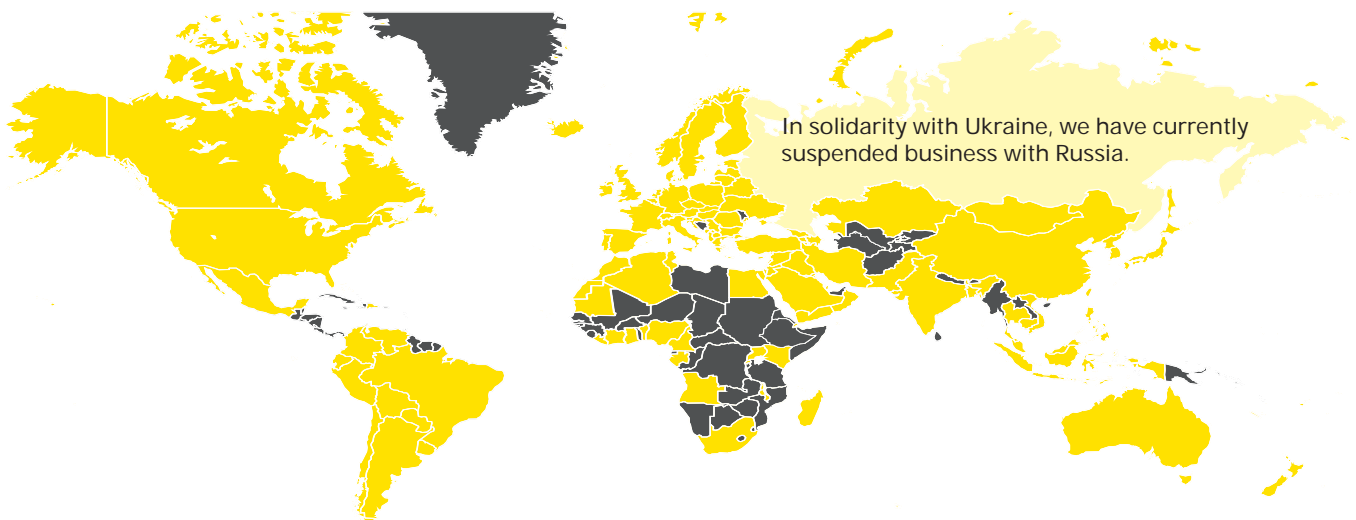 In solidarity with Ukraine, we have currently
suspended business with Russia.